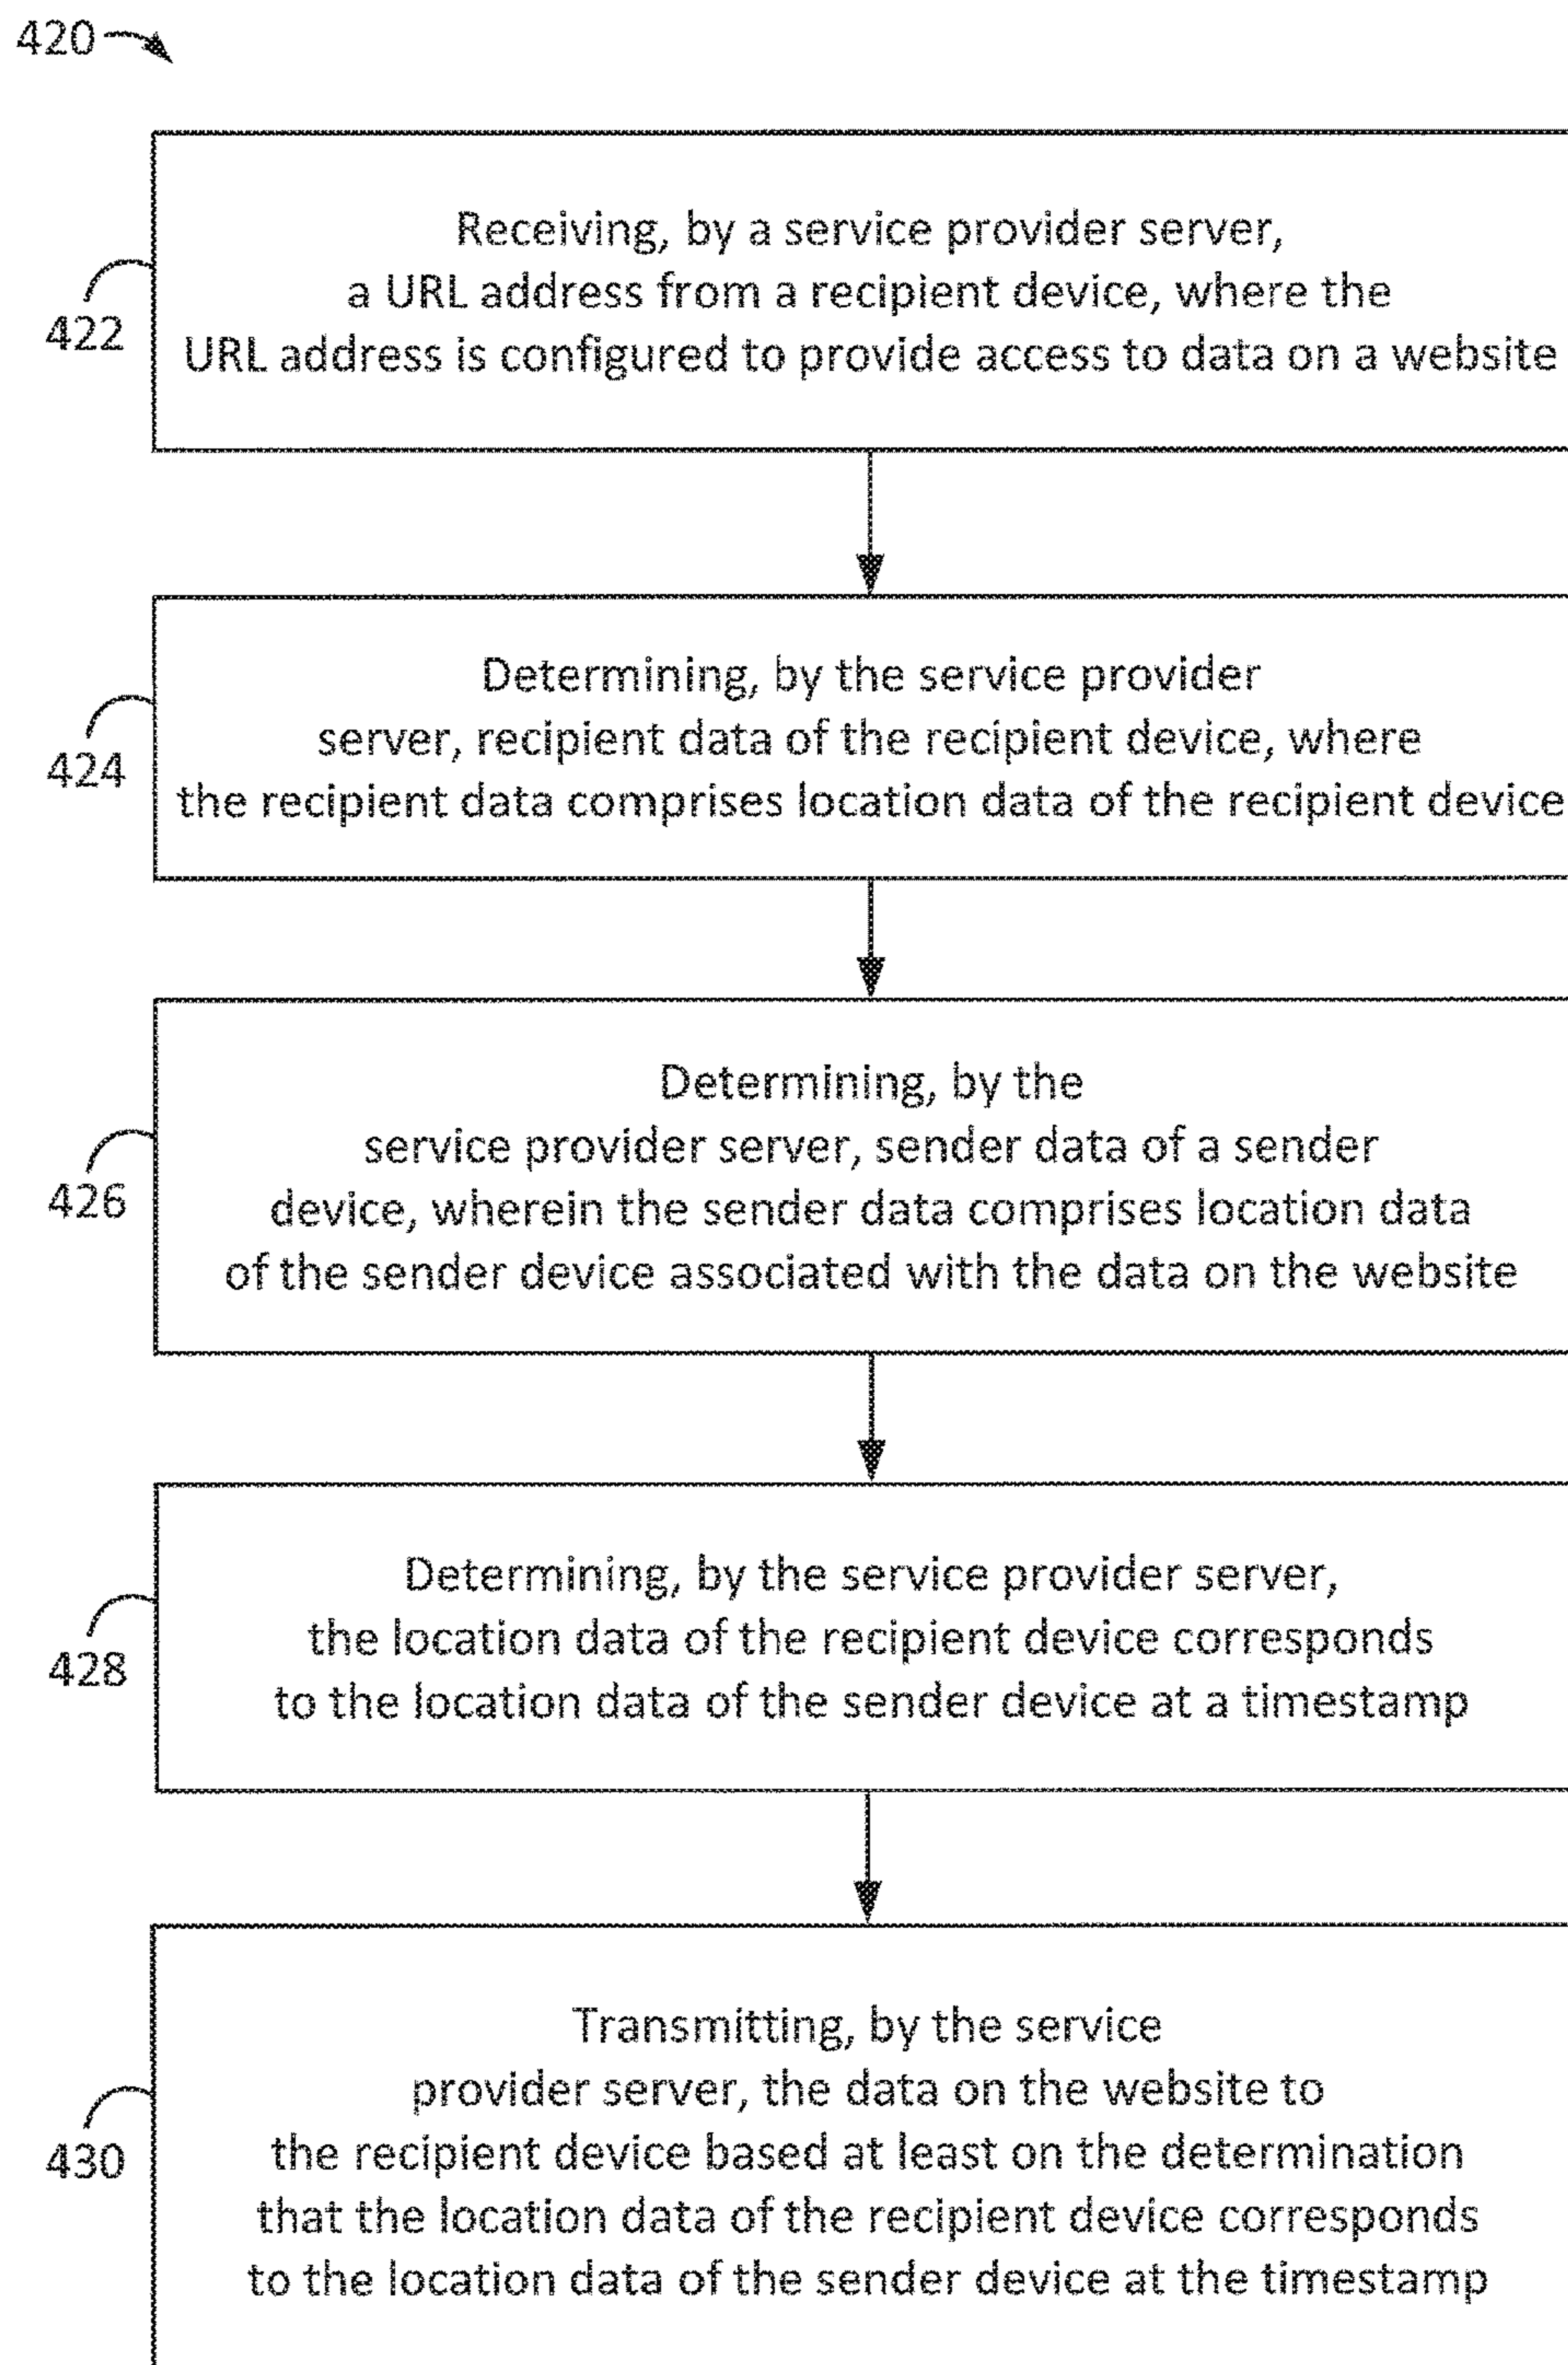 420
Receiving, by a service provider server,
a URL address from a recipient device, where the
URL address is configured to provide access to data on a website
422
Determining, by the service provider
server, recipient data of the recipient device, where
the recipient data comprises location data of the recipient device
424
Determining, by the
service provider server, sender data of a sender
device, wherein the sender data comprises location data
of the sender device associated with the data on the website
426
Determining, by the service provider server,
the location data of the recipient device corresponds
to the location data of the sender device at a timestamp
428
Transmitting, by the service
provider server, the data on the website to
the recipient device based at least on the determination
that the location data of the recipient device corresponds
to the location data of the sender device at the timestamp
430